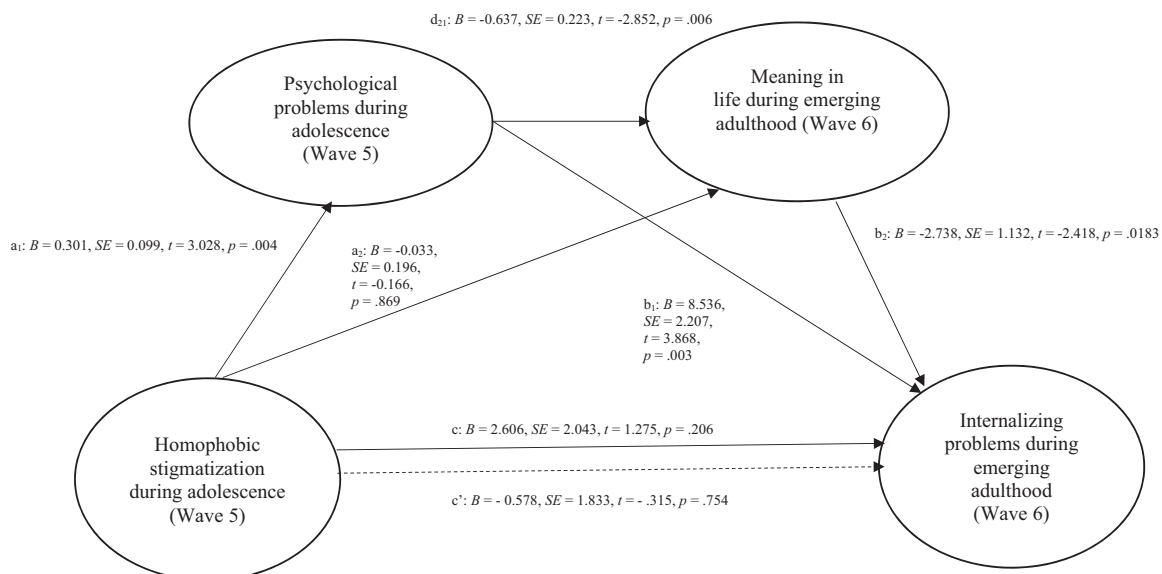 d21: B = -0.637, SE = 0.223, t = -2.852, p = .006
Psychological
problems during
adolescence
(Wave 5)
Meaning in
life during emerging
adulthood (Wave 6)
a1: B = 0.301, SE = 0.099, t = 3.028, p = .004
a2: B = -0.033,
SE = 0.196,
t = -0.166,
p = .869
b2: B = -2.738, SE = 1.132, t = -2.418, p = .0183
b1: B = 8.536,
SE = 2.207,
t = 3.868,
p = .003
Homophobic
stigmatization
during adolescence
(Wave 5)
c: B = 2.606, SE = 2.043, t = 1.275, p = .206
c’: B = - 0.578, SE = 1.833, t = - .315, p = .754
Internalizing
problems during
emerging
adulthood
(Wave 6)